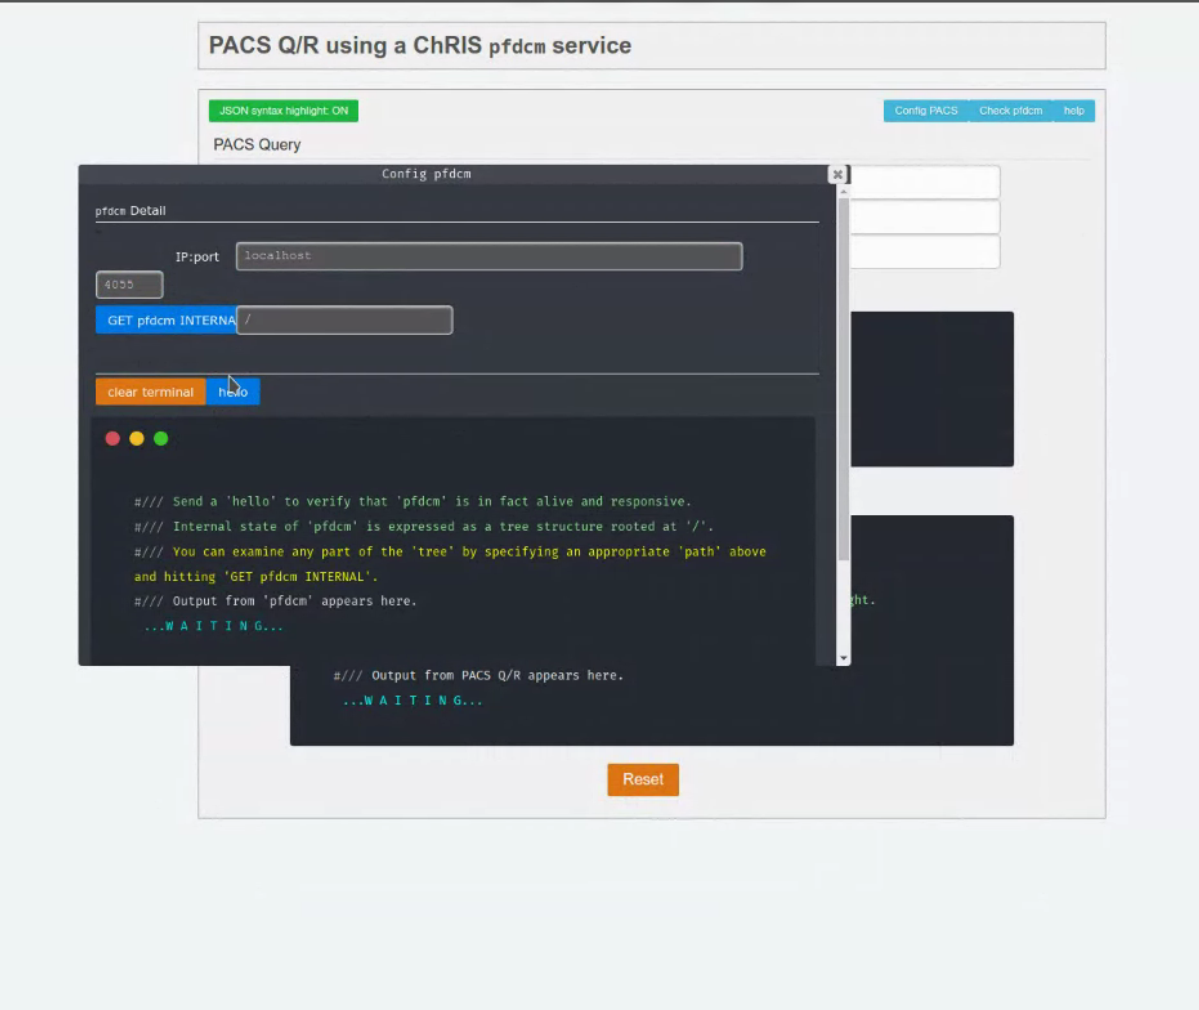 PACS Q/R using a ChRIS pfdcm service
JSON syntax highlight: ON
Config PACS Check pfdcm help
PACS Query
Config pfdcm
pfdcm Detail
IP:port localhost
4055
GET pfdcm INTERNA /
clear terminal hello
#/// Send a 'hello' to verify that 'pfdcm' is in fact alive and responsive.
#/// Internal state of 'pfdcm' is expressed as a tree structure rooted at '/'.
#/// You can examine any part of the 'tree' by specifying an appropriate 'path' above
and hitting 'GET pfdcm INTERNAL'.
#/// Output from 'pfdcm' appears here.
ght.
...W A I T I N G...
#/// Output from PACS Q/R appears here.
...W A I T I N G...
Reset